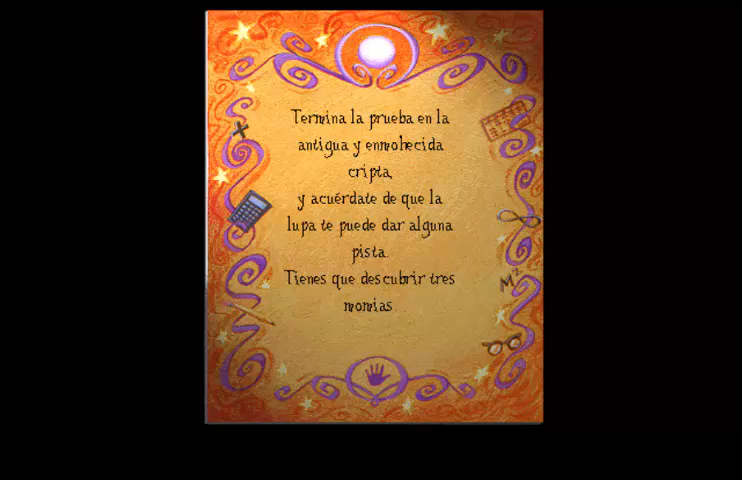 Termina la prueba en la
antigua y enmohecida
cripta,
y acuérdate de que la
lupa te puede dar alguna
pista.
Tienes que descubrir tres
momias
M²